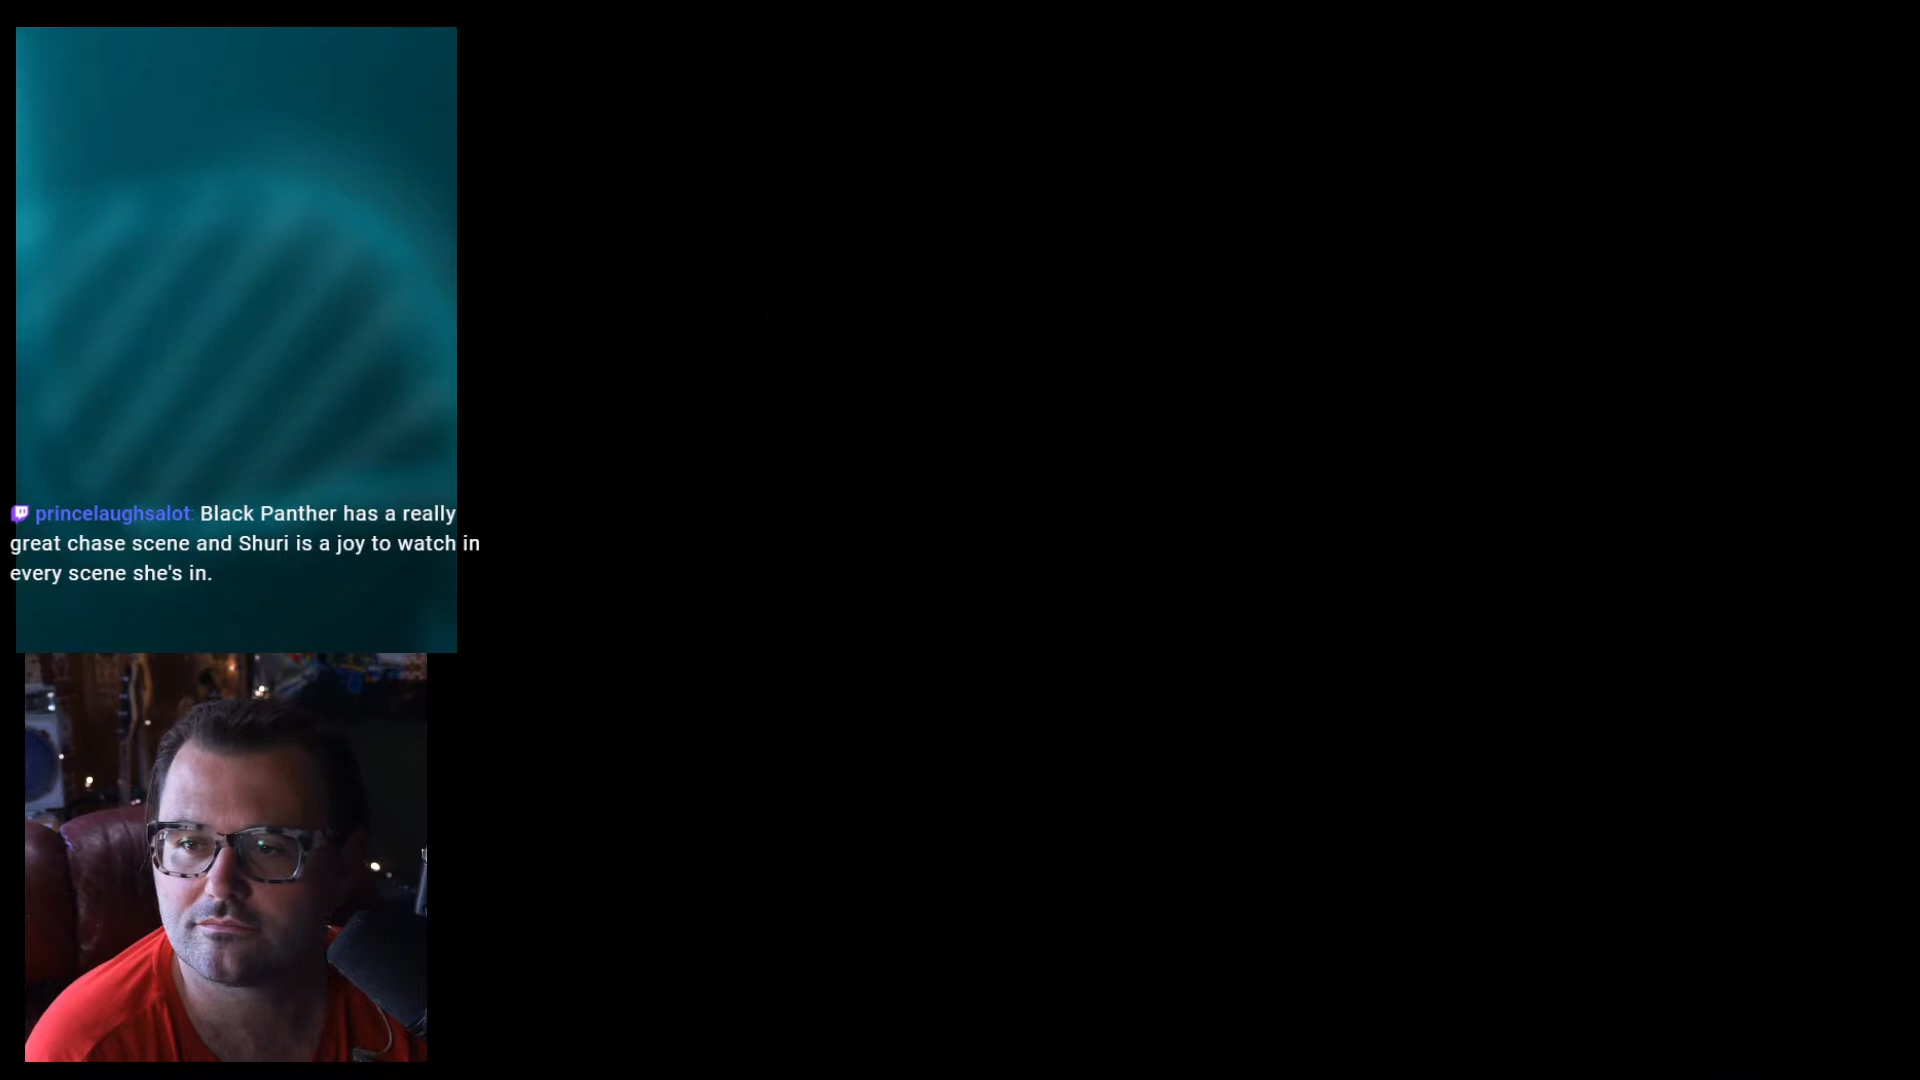 princelaughsalot: Black Panther has a really
great chase scene and Shuri is a joy to watch in
every scene she's in.